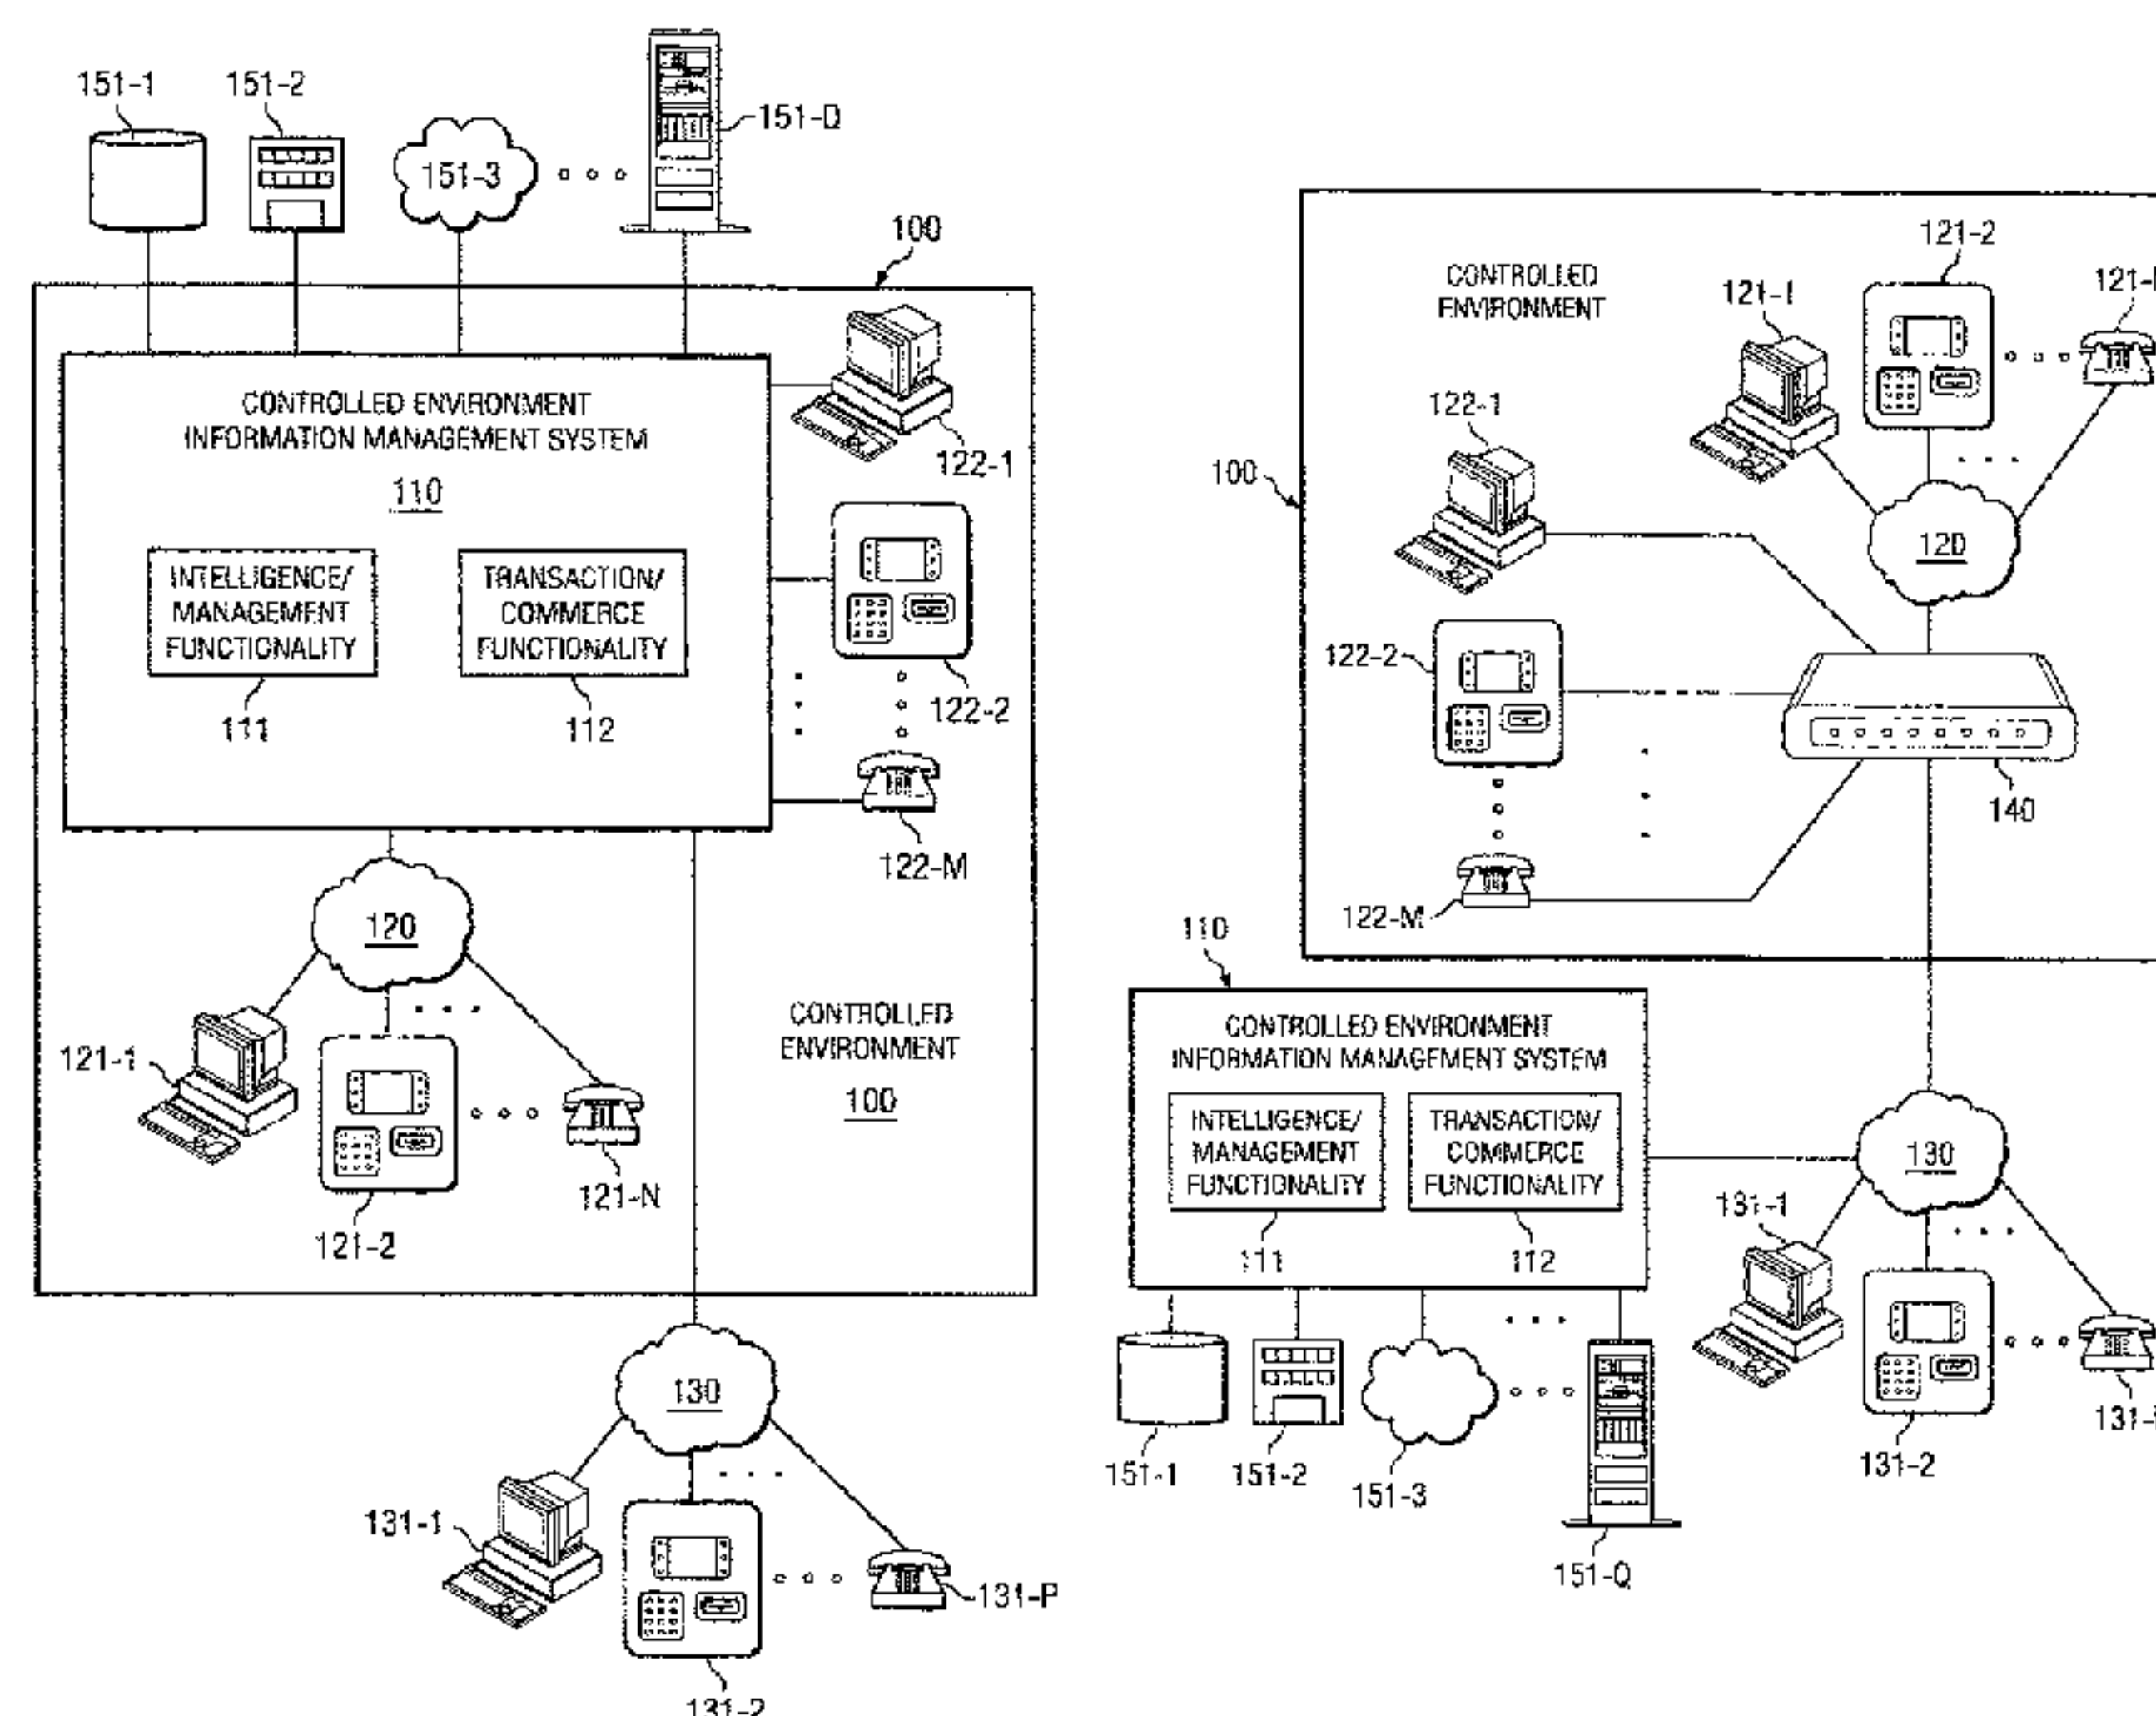 151-1
151-2
151-3
151-Q
100
CONTROLLED ENVIRONMENT
INFORMATION MANAGEMENT SYSTEM
110
INTELLIGENCE/
MANAGEMENT
FUNCTIONALITY
111
TRANSACTION/
COMMERCE
FUNCTIONALITY
112
122-1
122-2
122-M
120
121-1
121-2
121-N
CONTROLLED
ENVIRONMENT
100
130
131-1
131-2
131-P
CONTROLLED
ENVIRONMENT
100
121-1
121-2
121-
122-1
122-2
122-M
120
140
110
CONTROLLED ENVIRONMENT
INFORMATION MANAGEMENT SYSTEM
INTELLIGENCE/
MANAGEMENT
FUNCTIONALITY
111
TRANSACTION/
COMMERCE
FUNCTIONALITY
112
130
131-1
131-2
131-
151-1
151-2
151-3
151-Q